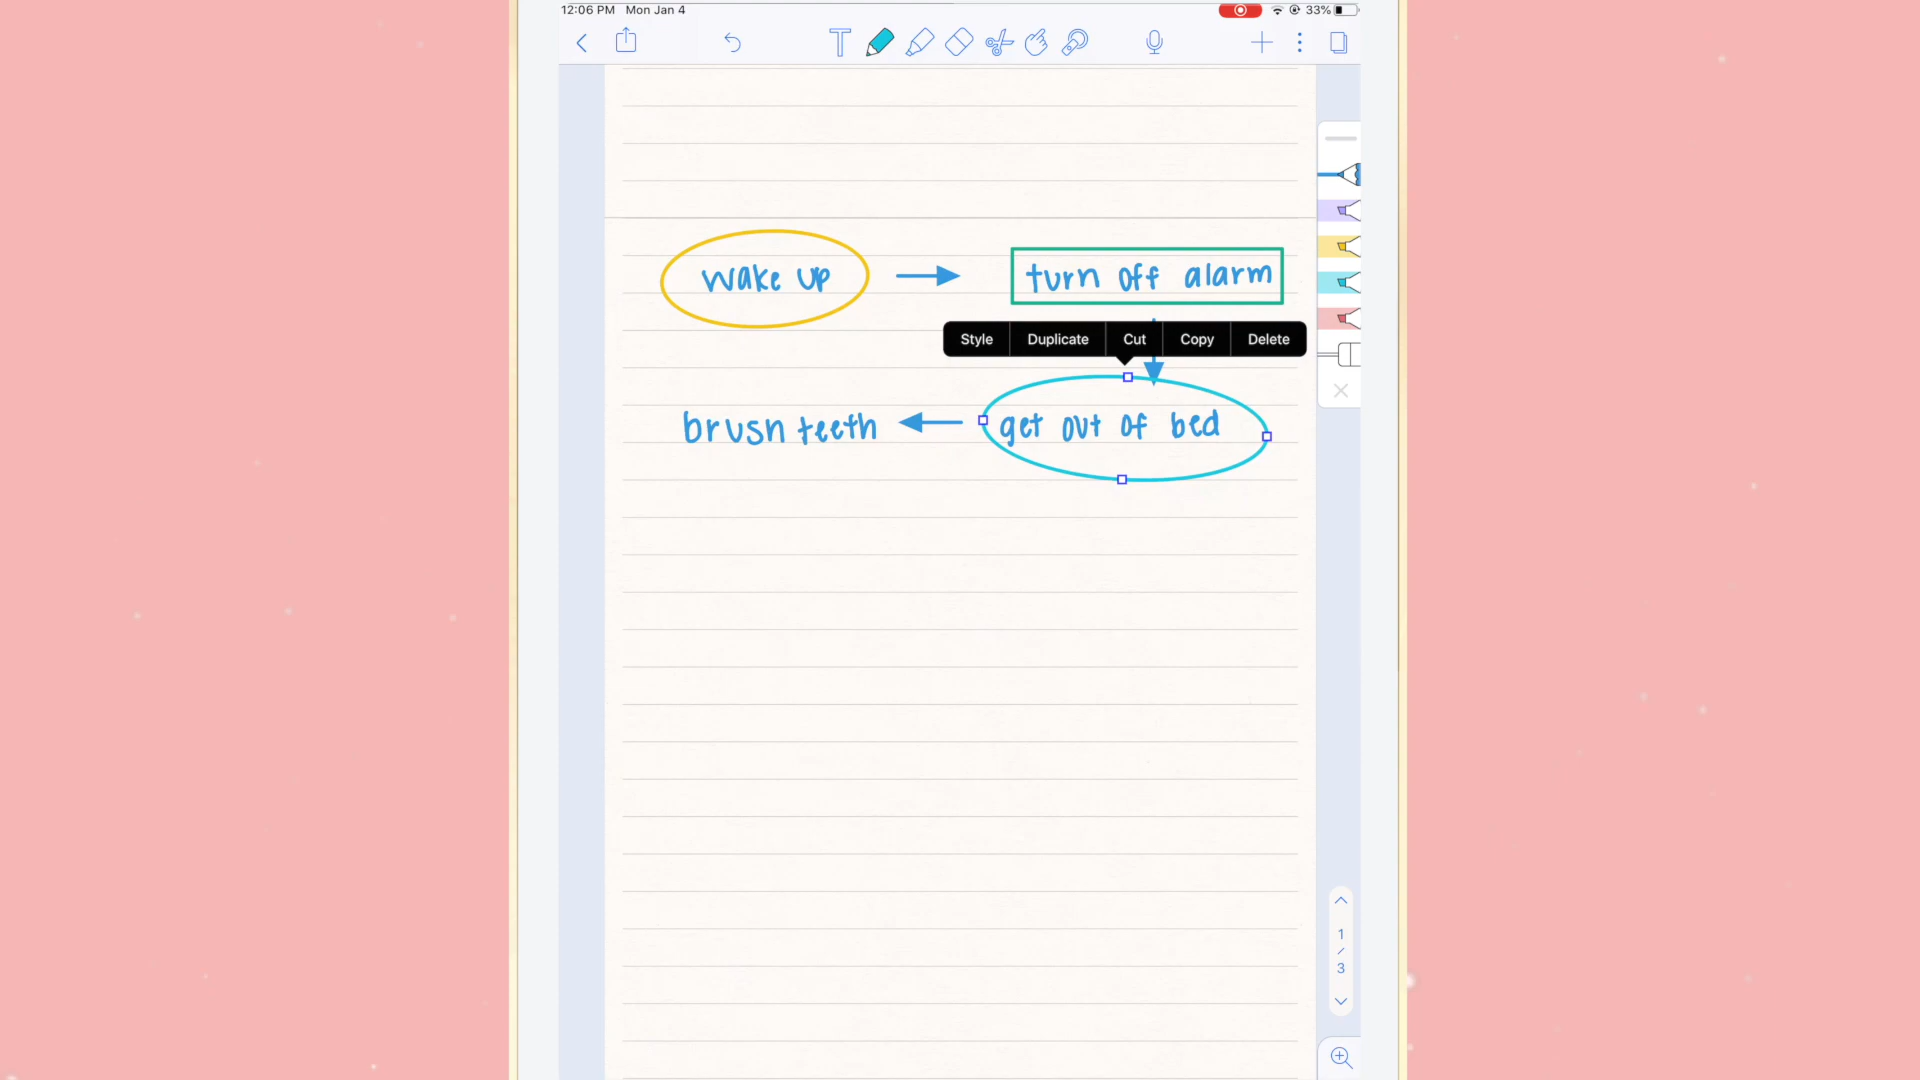 12:06 PM Mon Jan 4 33%
wake up turn off alarm
Style Duplicate Cut Copy Delete
brush teeth get out of bed
1
/
3